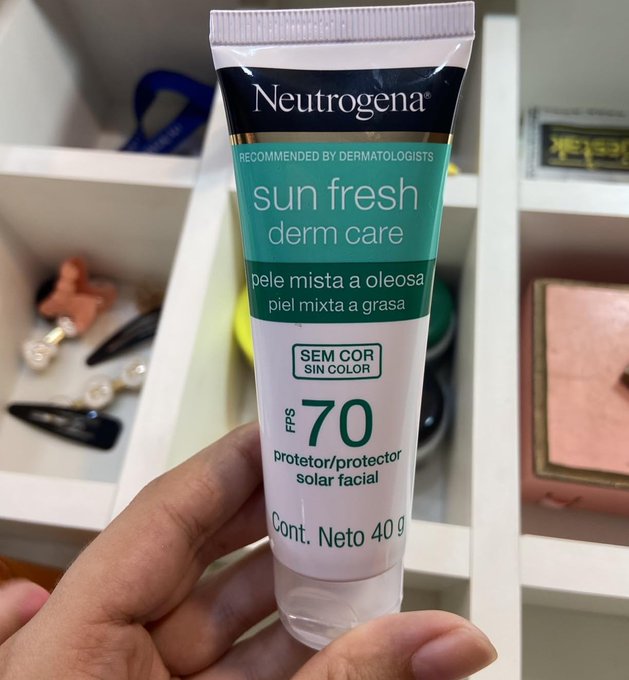 Neutrogena®
RECOMMENDED BY DERMATOLOGISTS
sun fresh
derm care
pele mista a oleosa
piel mixta a grasa
SEM COR
SIN COLOR
FPS 70
protetor/protector
solar facial
Cont. Neto 40 g